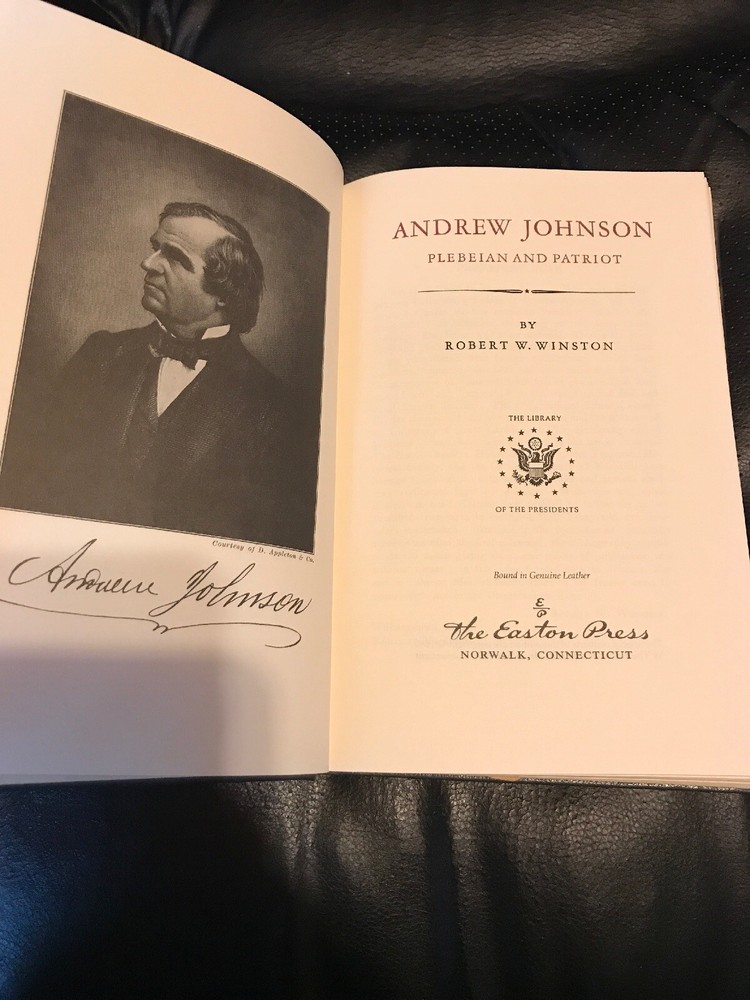 Courtesy of D. Appleton & Co.
Andrew Johnson
ANDREW JOHNSON
PLEBEIAN AND PATRIOT
BY
ROBERT W. WINSTON
THE LIBRARY
OF THE PRESIDENTS
Bound in Genuine Leather
E
P
The Easton Press
NORWALK, CONNECTICUT